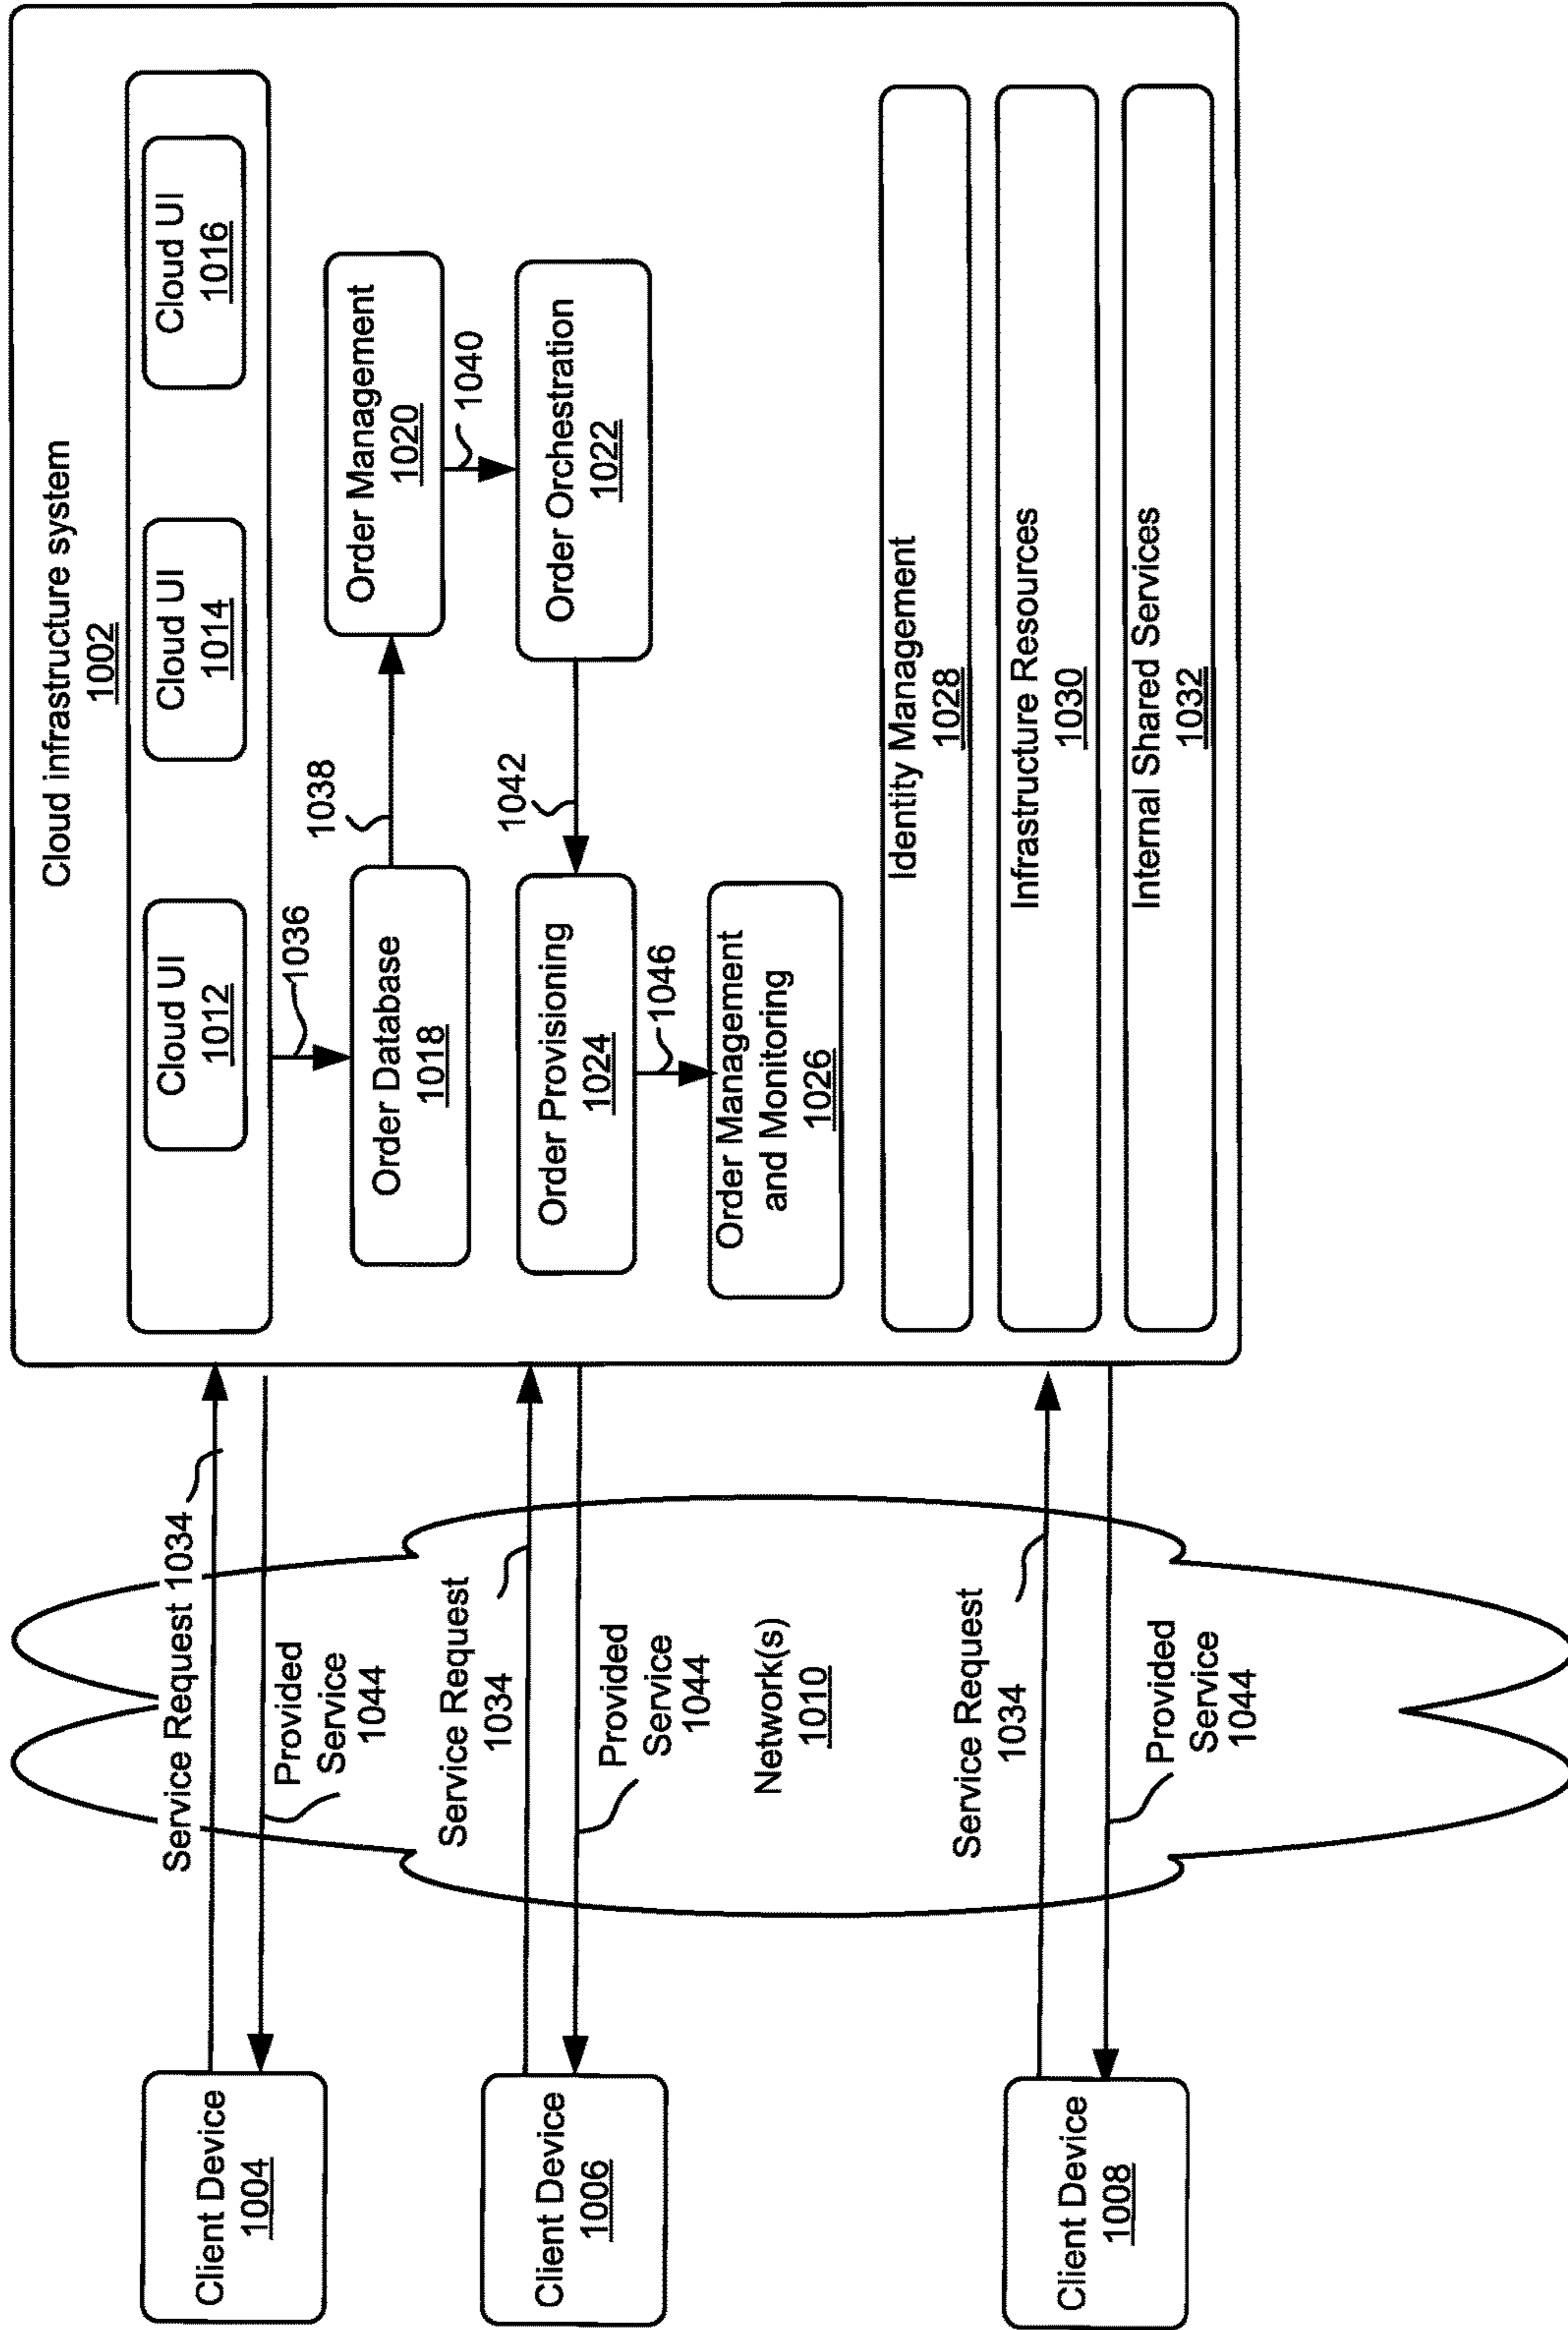 Cloud infrastructure system
1002
Cloud UI
1012
Cloud UI
1014
Cloud UI
1016
1036
Order Database
1018
1038
Order Management
1020
1040
Order Orchestration
1022
1042
Order Provisioning
1024
1046
Order Management
and Monitoring
1026
Identity Management
1028
Infrastructure Resources
1030
Internal Shared Services
1032
Client Device
1004
Service Request 1034
Provided
Service
1044
Client Device
1006
Service Request
1034
Provided
Service
1044
Network(s)
1010
Client Device
1008
Service Request
1034
Provided
Service
1044